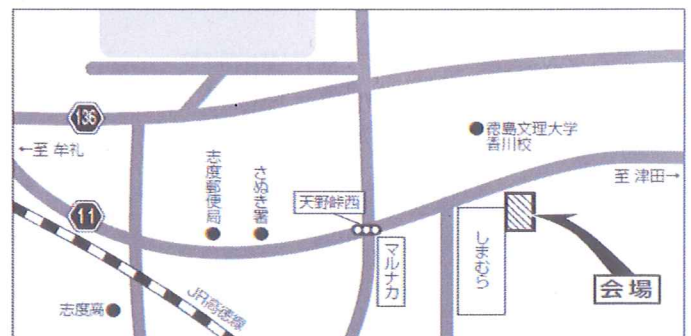 136
←至 牟礼
徳島文理大学
香川校
志度郵便局
さぬき署
天野峠西
至 津田→
11
マルナカ
しまむら
会場
JR高徳線
志度高